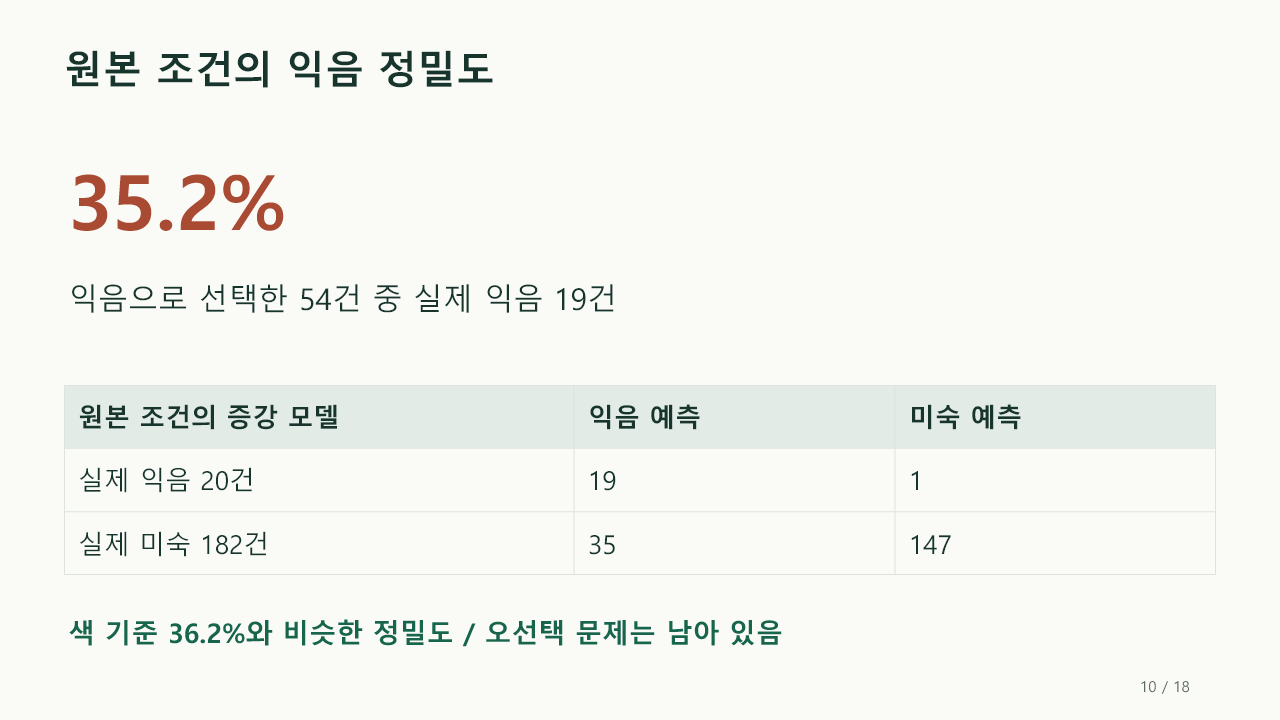 원본 조건의 익음 정밀도
35.2%
익음으로 선택한 54건 중 실제 익음 19건
원본 조건의 증강 모델 익음 예측 미숙 예측
실제 익음 20건 19 1
실제 미숙 182건 35 147
색 기준 36.2%와 비슷한 정밀도 / 오선택 문제는 남아 있음
10 / 18